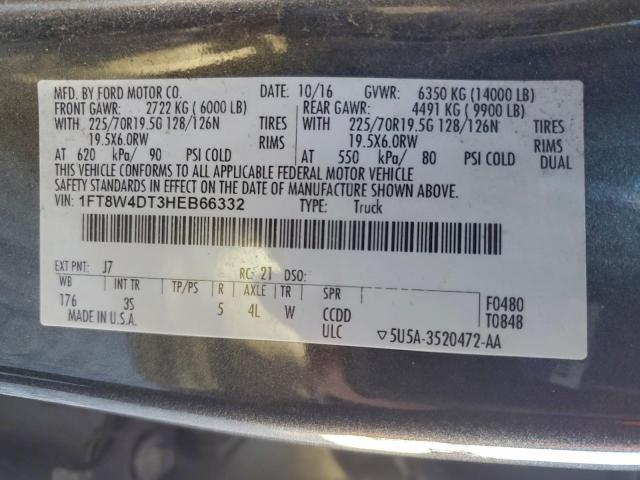 MFD. BY FORD MOTOR CO. DATE: 10/16 GVWR: 6350 KG (14000 LB)
FRONT GAWR: 2722 KG ( 6000 LB) REAR GAWR: 4491 KG ( 9900 LB)
WITH 225/70R19.5G 128/126N TIRES WITH 225/70R19.5G 128/126N TIRES
19.5X6.0RW RIMS 19.5X6.0RW RIMS
AT 620 kPa/ 90 PSI COLD AT 550 kPa/ 80 PSI COLD DUAL
THIS VEHICLE CONFORMS TO ALL APPLICABLE FEDERAL MOTOR VEHICLE
SAFETY STANDARDS IN EFFECT ON THE DATE OF MANUFACTURE SHOWN ABOVE.
VIN: 1FT8W4DT3HEB66332 TYPE: Truck
EXT PNT: J7 RC: 21 DSO:
WB INT TR TP/PS R AXLE TR SPR F0480
176 3S 5 4L W CCDD T0848
MADE IN U.S.A. ULC ▽5U5A-3520472-AA